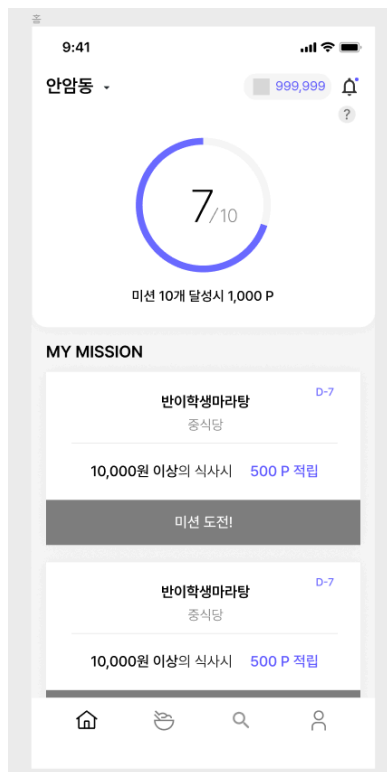 홈
9:41
안암동
999,999
?
7/10
미션 10개 달성시 1,000 P
MY MISSION
반이학생마라탕
D-7
중식당
10,000원 이상의 식사시 500 P 적립
미션 도전!
반이학생마라탕
D-7
중식당
10,000원 이상의 식사시 500 P 적립